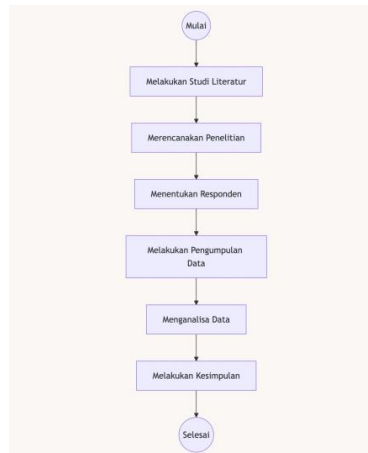 Mulai
Melakukan Studi Literatur
Merencanakan Penelitian
Menentukan Responden
Melakukan Pengumpulan
Data
Menganalisa Data
Melakukan Kesimpulan
Selesai